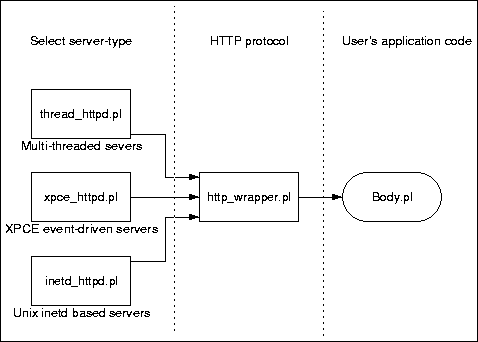 Select server-type
HTTP protocol
User's application code
thread_httpd.pl
Multi-threaded severs
xpce_httpd.pl
http_wrapper.pl
Body.pl
XPCE event-driven servers
inetd_httpd.pl
Unix inetd based servers